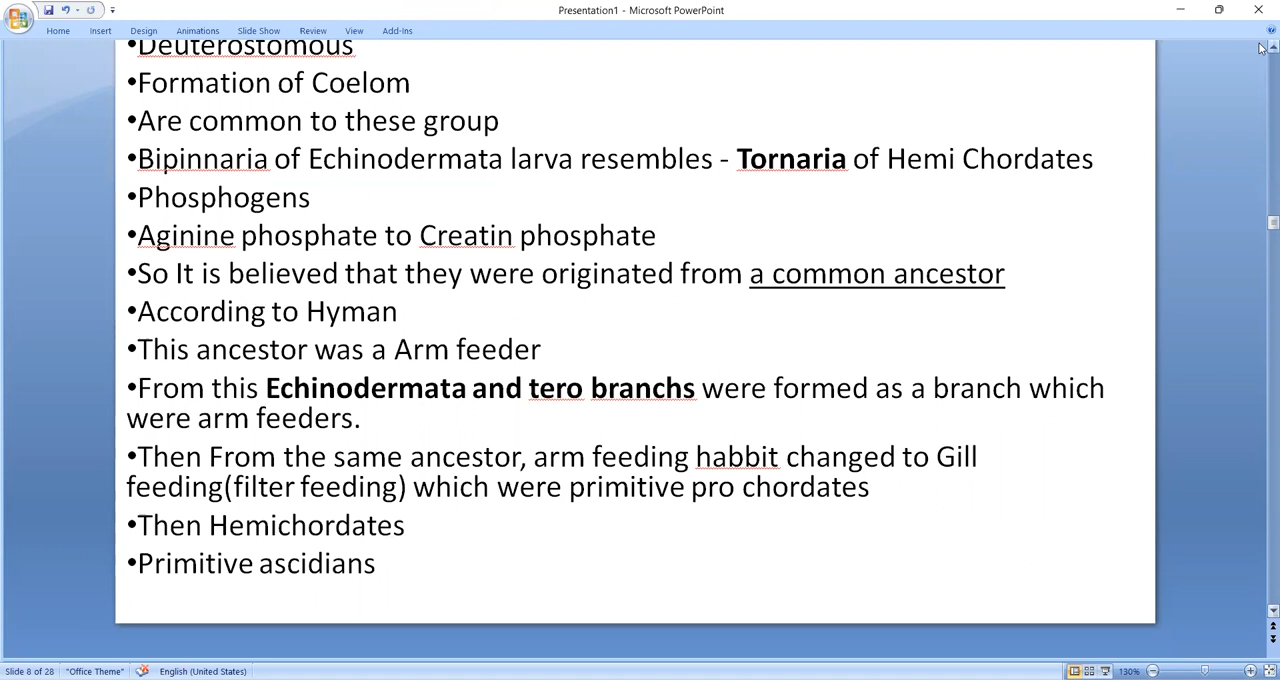 Presentation1 - Microsoft PowerPoint
Home Insert Design Animations Slide Show Review View Add-Ins
•Deuterostomous
•Formation of Coelom
•Are common to these group
•Bipinnaria of Echinodermata larva resembles - Tornaria of Hemi Chordates
•Phosphogens
•Aginine phosphate to Creatin phosphate
•So It is believed that they were originated from a common ancestor
•According to Hyman
•This ancestor was a Arm feeder
•From this Echinodermata and tero branchs were formed as a branch which
were arm feeders.
•Then From the same ancestor, arm feeding habbit changed to Gill
feeding(filter feeding) which were primitive pro chordates
•Then Hemichordates
•Primitive ascidians
Slide 8 of 28 "Office Theme" English (United States) 130%